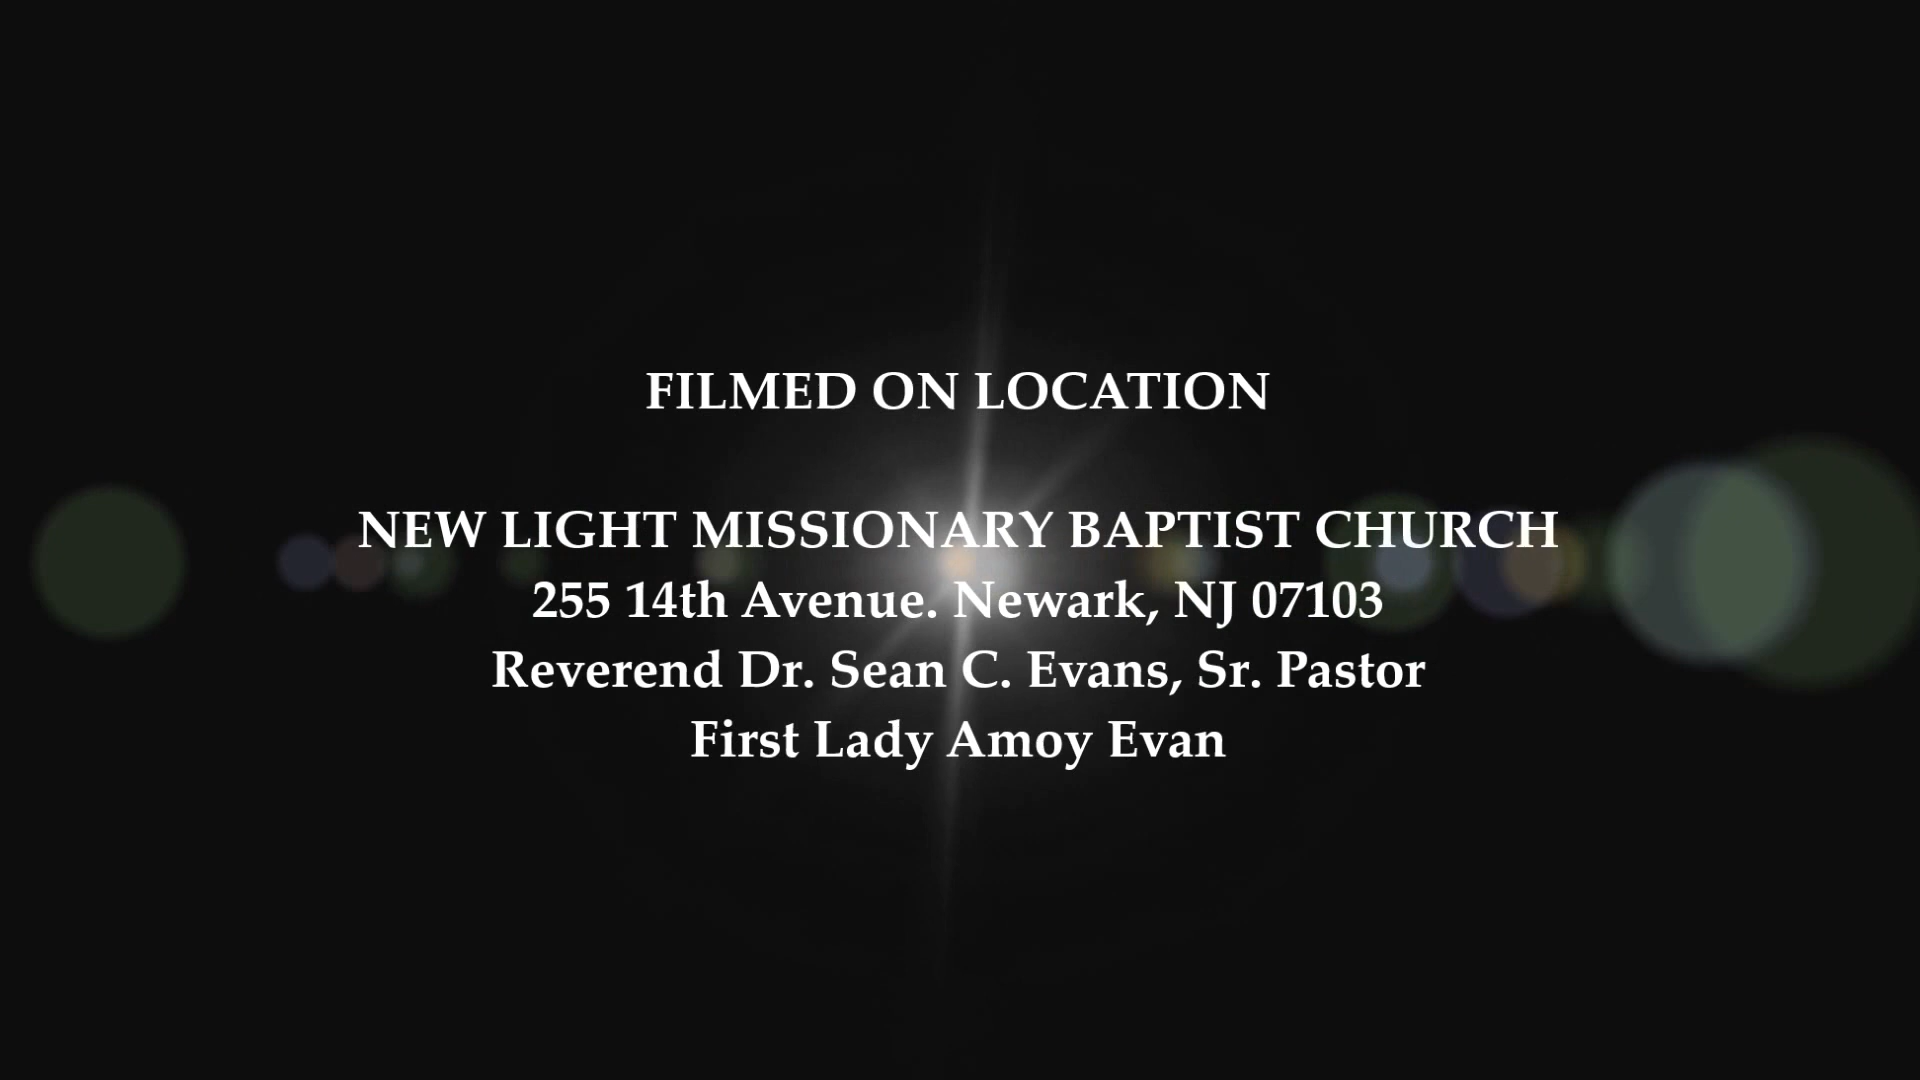 FILMED ON LOCATION
NEW LIGHT MISSIONARY BAPTIST CHURCH
255 14th Avenue. Newark, NJ 07103
Reverend Dr. Sean C. Evans, Sr. Pastor
First Lady Amoy Evan